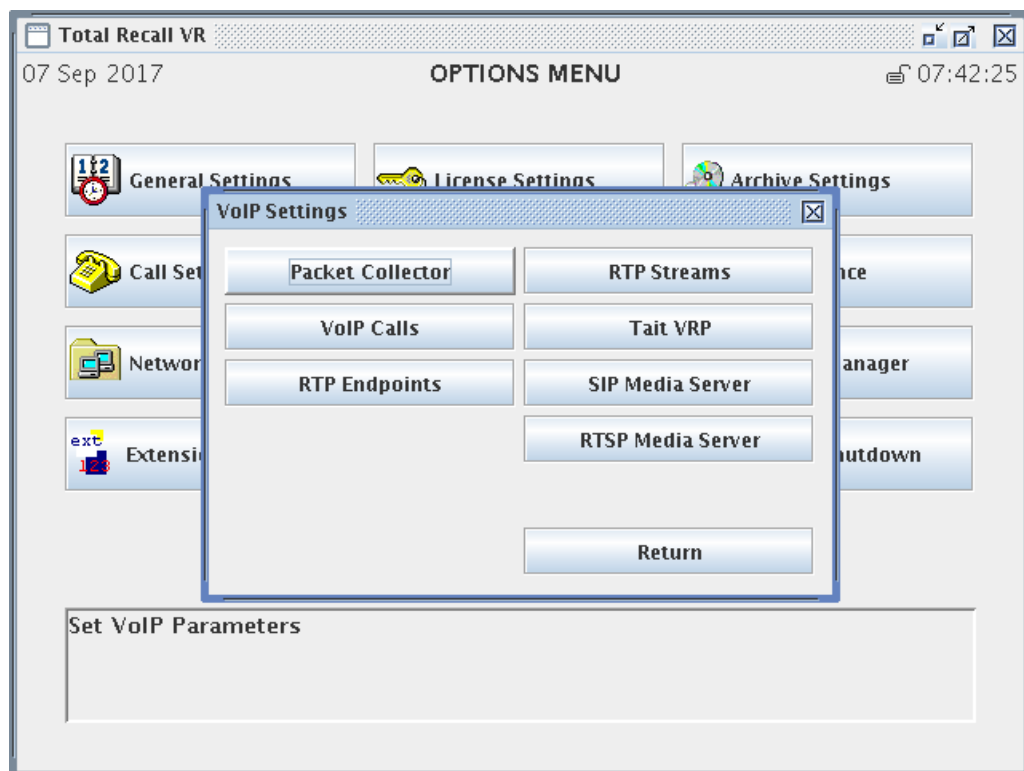 Total Recall VR
07 Sep 2017 OPTIONS MENU 07:42:25
General Settings License Settings Archive Settings
VoIP Settings
Call Set nce
Packet Collector RTP Streams
VoIP Calls Tait VRP
Networ anager
RTP Endpoints SIP Media Server
RTSP Media Server
ext 123 Extensi utdown
Return
Set VoIP Parameters